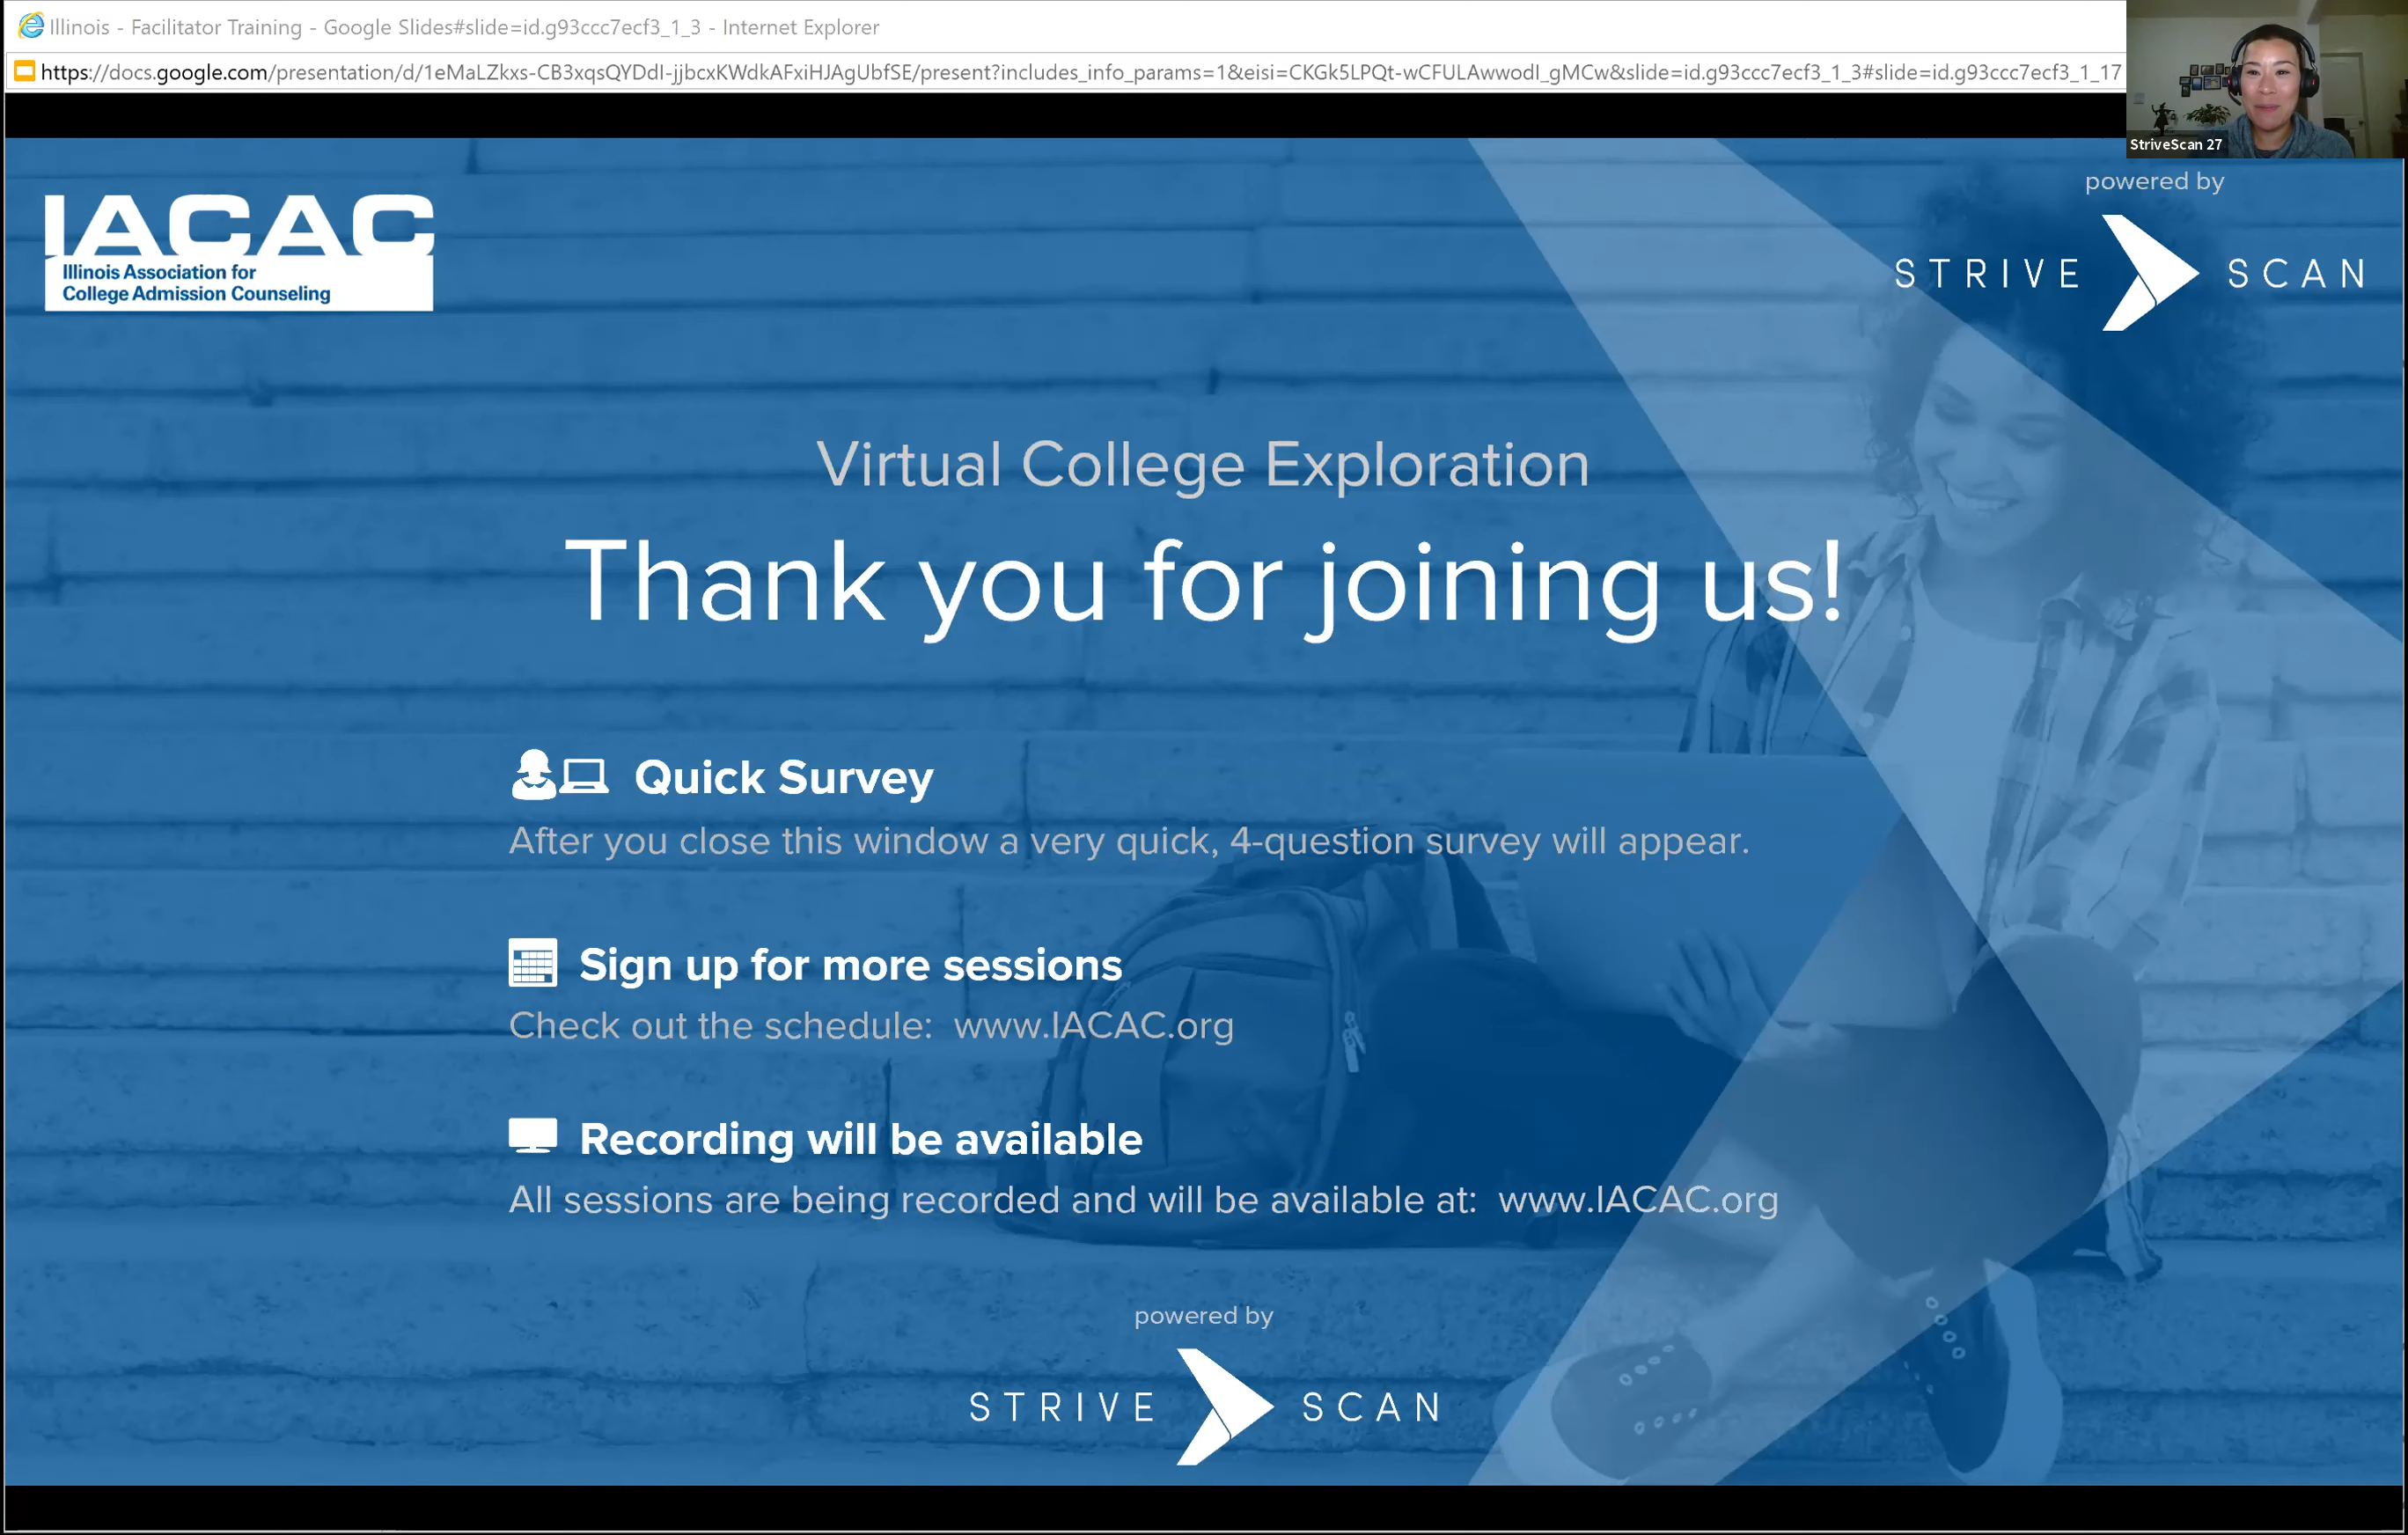 Illinois - Facilitator Training - Google Slides#slide=id.g93ccc7ecf3_1_3 - Internet Explorer
https://docs.google.com/presentation/d/1eMaLZkxs-CB3xqsQYDdI-jjbcxKWdkAFxiHJAgUbfSE/present?includes_info_params=1&eisi=CKGk5LPQt-wCFULAwwodI_gMCw&slide=id.g93ccc7ecf3_1_3#slide=id.g93ccc7ecf3_1_17
StriveScan 27
IACAC
Illinois Association for
College Admission Counseling
powered by
STRIVE SCAN
Virtual College Exploration
Thank you for joining us!
Quick Survey
After you close this window a very quick, 4-question survey will appear.
Sign up for more sessions
Check out the schedule: www.IACAC.org
Recording will be available
All sessions are being recorded and will be available at: www.IACAC.org
powered by
STRIVE SCAN